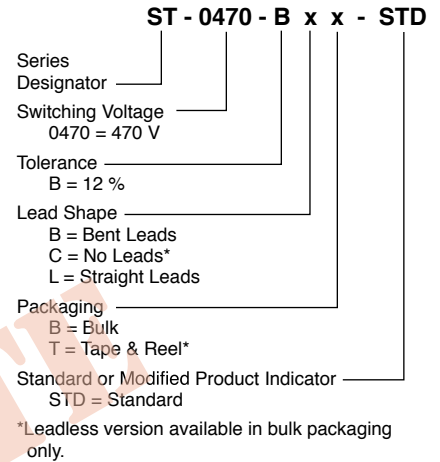 ST - 0470 - B x x - STD
Series
Designator
Switching Voltage
0470 = 470 V
Tolerance
B = 12 %
Lead Shape
B = Bent Leads
C = No Leads*
L = Straight Leads
Packaging
B = Bulk
T = Tape & Reel*
Standard or Modified Product Indicator
STD = Standard
*Leadless version available in bulk packaging
only.